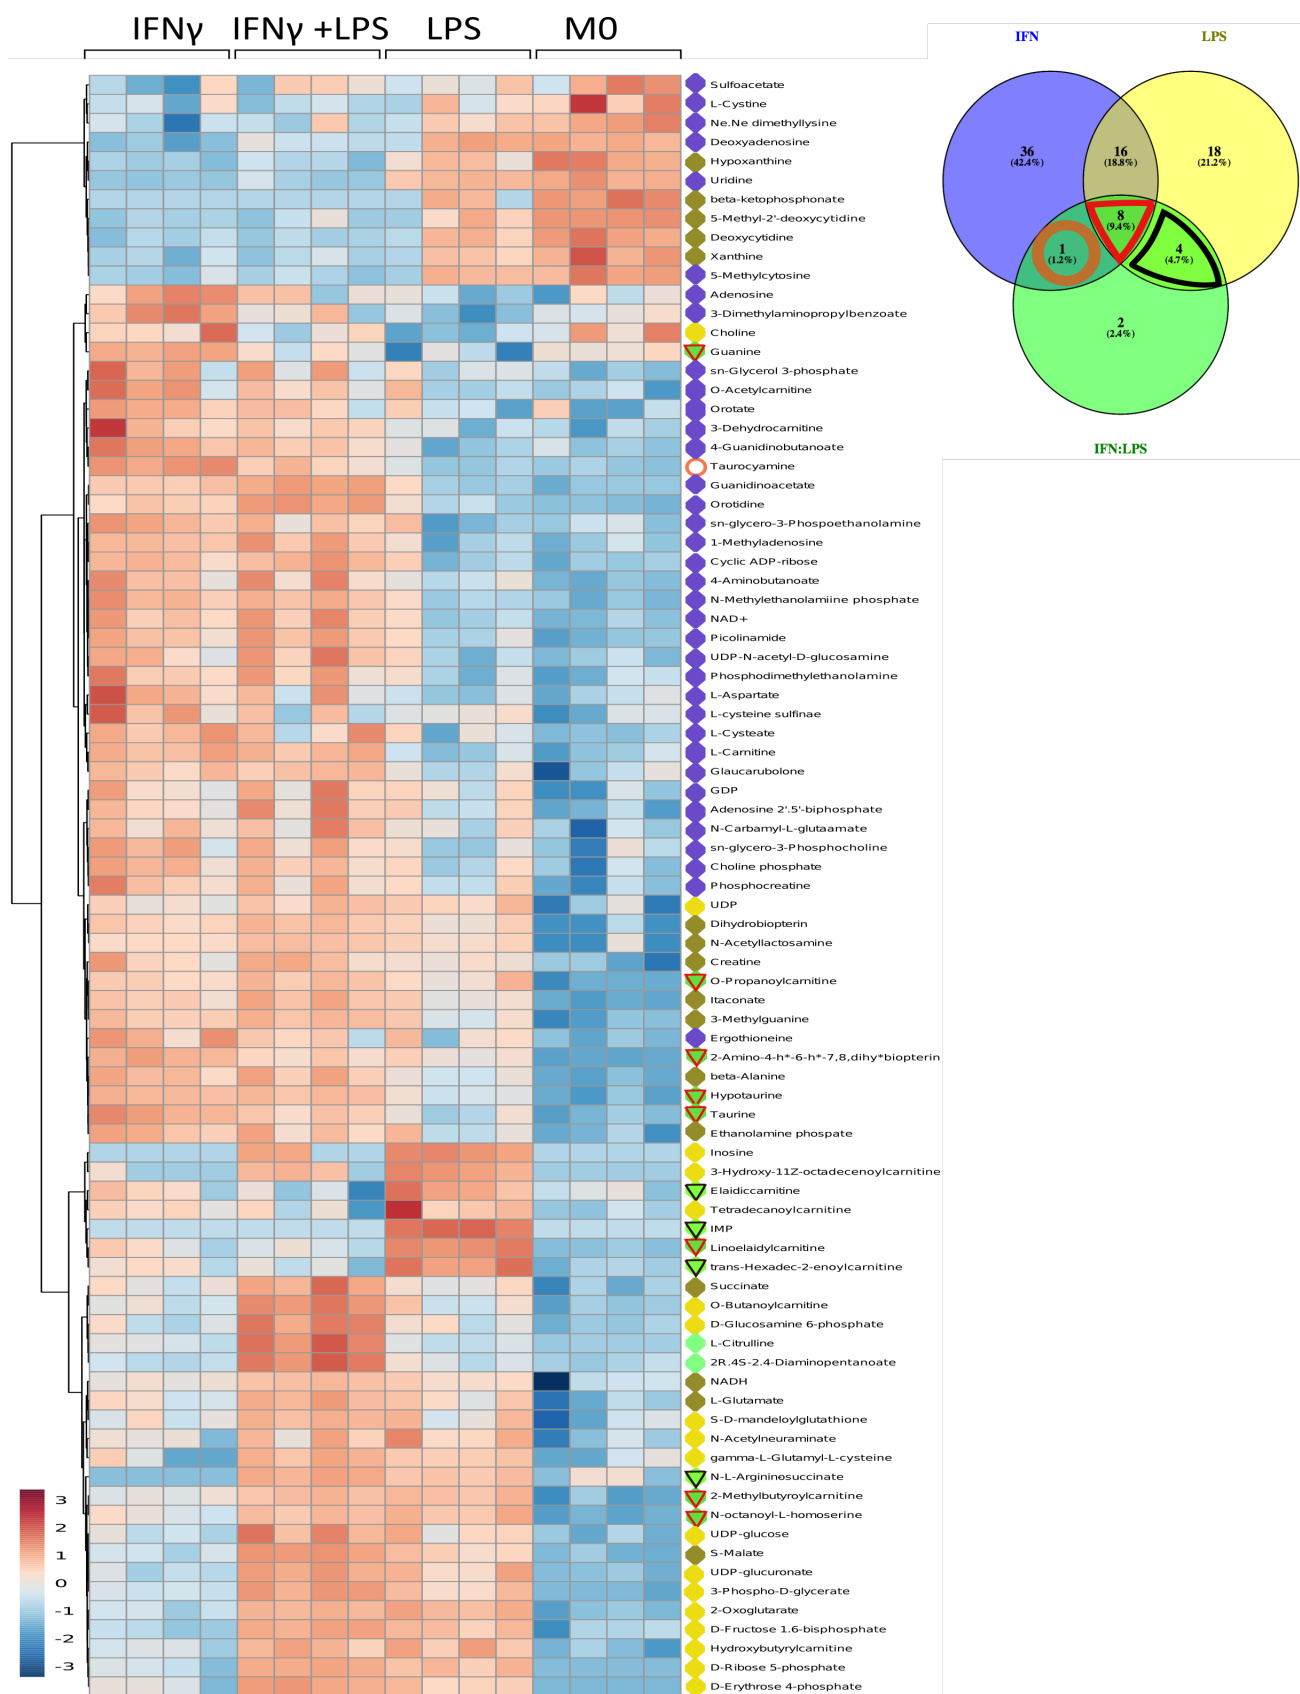 IFNγ IFNγ +LPS LPS M0
IFN LPS
36
(42.4%)
16
(18.8%)
18
(21.2%)
8
(9.4%)
1
(1.2%)
4
(4.7%)
2
(2.4%)
IFN:LPS
Sulfoacetate
L-Cystine
Ne.Ne dimethyllysine
Deoxyadenosine
Hypoxanthine
Uridine
beta-ketophosphonate
5-Methyl-2'-deoxycytidine
Deoxycytidine
Xanthine
5-Methylcytosine
Adenosine
3-Dimethylaminopropylbenzoate
Choline
Guanine
sn-Glycerol 3-phosphate
O-Acetylcarnitine
Orotate
3-Dehydrocarnitine
4-Guanidinobutanoate
Taurocyamine
Guanidinoacetate
Orotidine
sn-glycero-3-Phospoethanolamine
1-Methyladenosine
Cyclic ADP-ribose
4-Aminobutanoate
N-Methylethanolamiine phosphate
NAD+
Picolinamide
UDP-N-acetyl-D-glucosamine
Phosphodimethylethanolamine
L-Aspartate
L-cysteine sulfinae
L-Cysteate
L-Carnitine
Glaucarubolone
GDP
Adenosine 2'.5'-biphosphate
N-Carbamyl-L-glutaamate
sn-glycero-3-Phosphocholine
Choline phosphate
Phosphocreatine
UDP
Dihydrobiopterin
N-Acetyllactosamine
Creatine
O-Propanoylcarnitine
Itaconate
3-Methylguanine
Ergothioneine
2-Amino-4-h*-6-h*-7,8,dihy*biopterin
beta-Alanine
Hypotaurine
Taurine
Ethanolamine phospate
Inosine
3-Hydroxy-11Z-octadecenoylcarnitine
Elaidiccarnitine
Tetradecanoylcarnitine
IMP
Linoelaidylcarnitine
trans-Hexadec-2-enoylcarnitine
Succinate
O-Butanoylcarnitine
D-Glucosamine 6-phosphate
L-Citrulline
2R.4S-2.4-Diaminopentanoate
NADH
L-Glutamate
S-D-mandeloylglutathione
N-Acetylneuraminate
gamma-L-Glutamyl-L-cysteine
N-L-Argininosuccinate
2-Methylbutyroylcarnitine
N-octanoyl-L-homoserine
UDP-glucose
S-Malate
UDP-glucuronate
3-Phospho-D-glycerate
2-Oxoglutarate
D-Fructose 1.6-bisphosphate
Hydroxybutyrylcarnitine
D-Ribose 5-phosphate
D-Erythrose 4-phosphate
3
2
1
0
-1
-2
-3